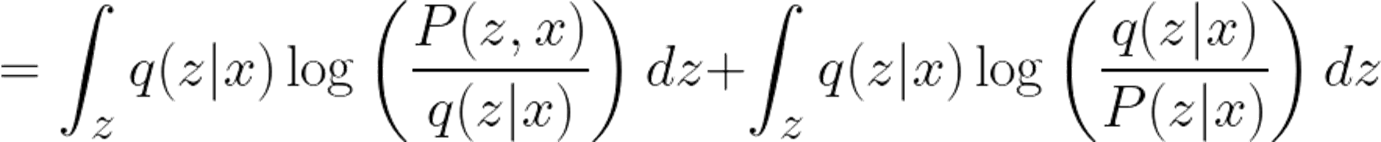 = ∫_z q(z|x) log ( P(z, x) / q(z|x) ) dz + ∫_z q(z|x) log ( q(z|x) / P(z|x) ) dz